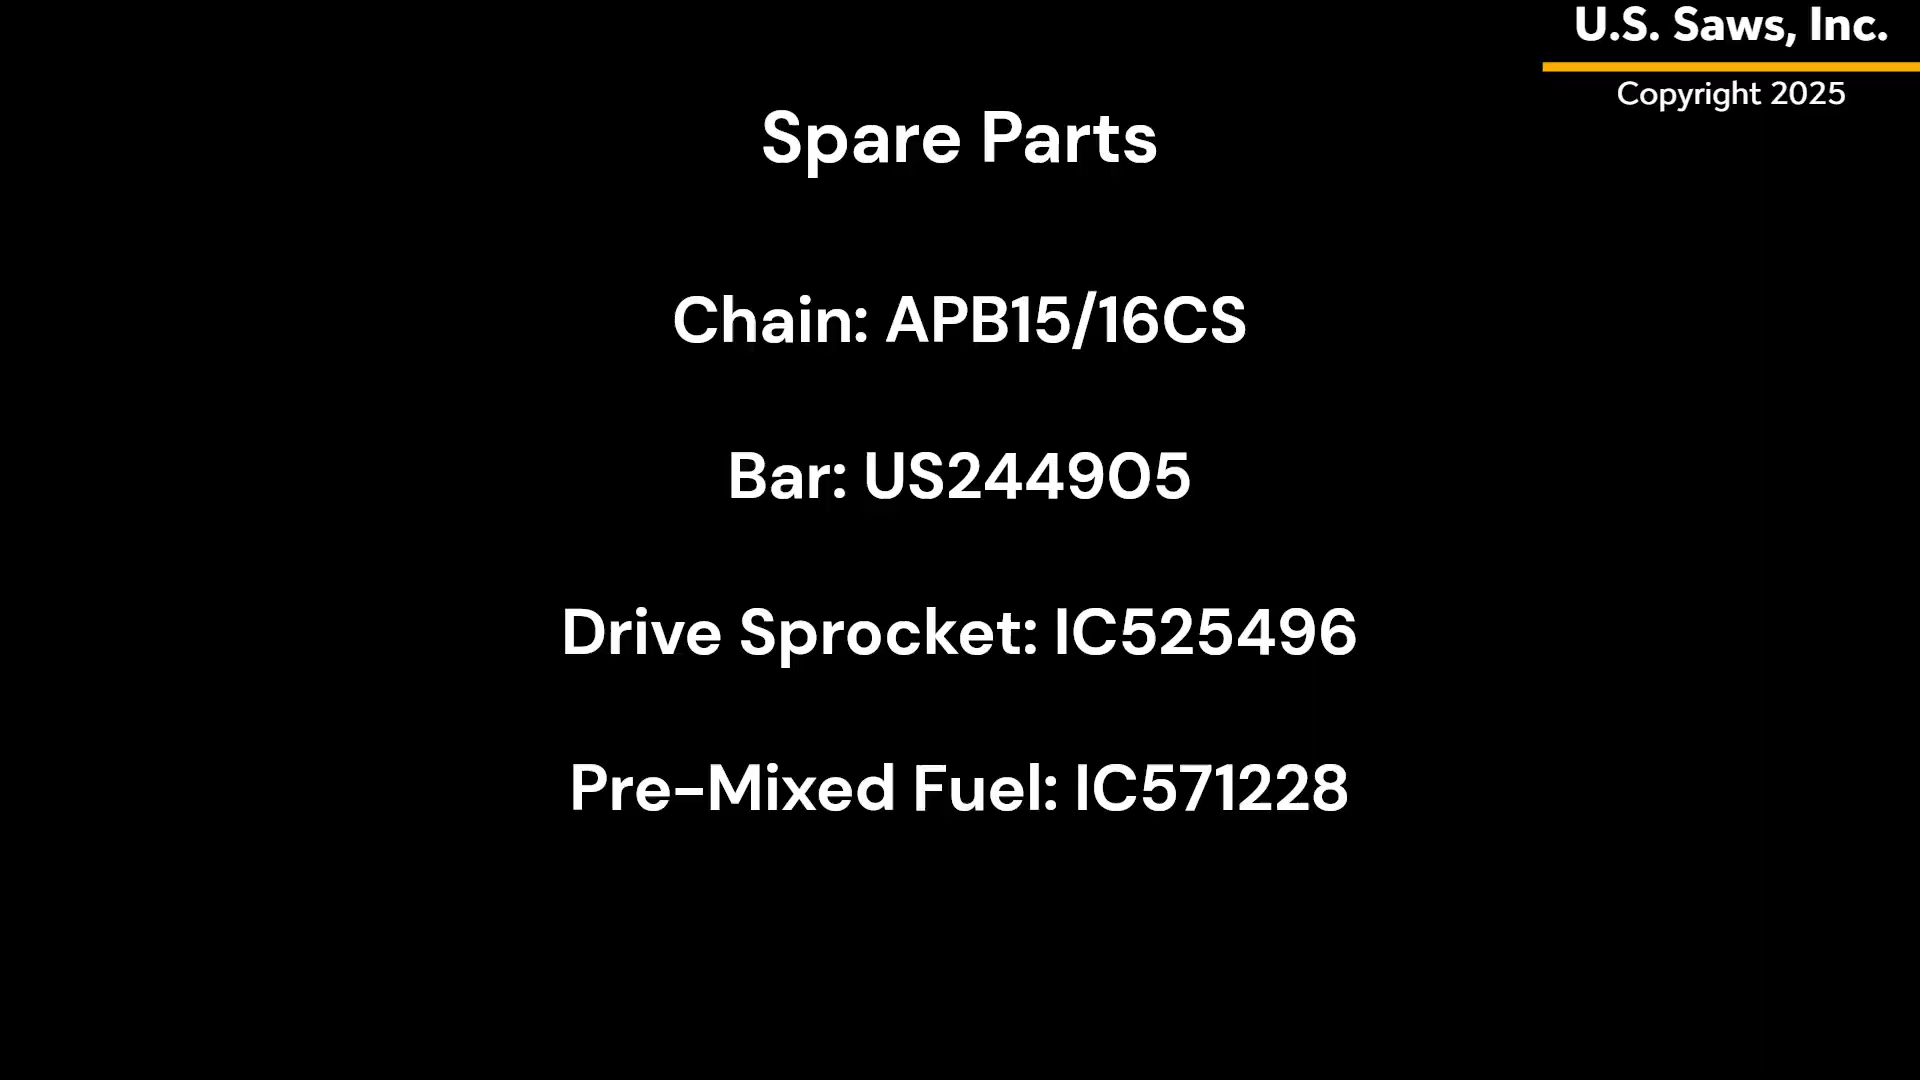 U.S. Saws, Inc.
Copyright 2025
Spare Parts
Chain: APB15/16CS
Bar: US244905
Drive Sprocket: IC525496
Pre-Mixed Fuel: IC571228